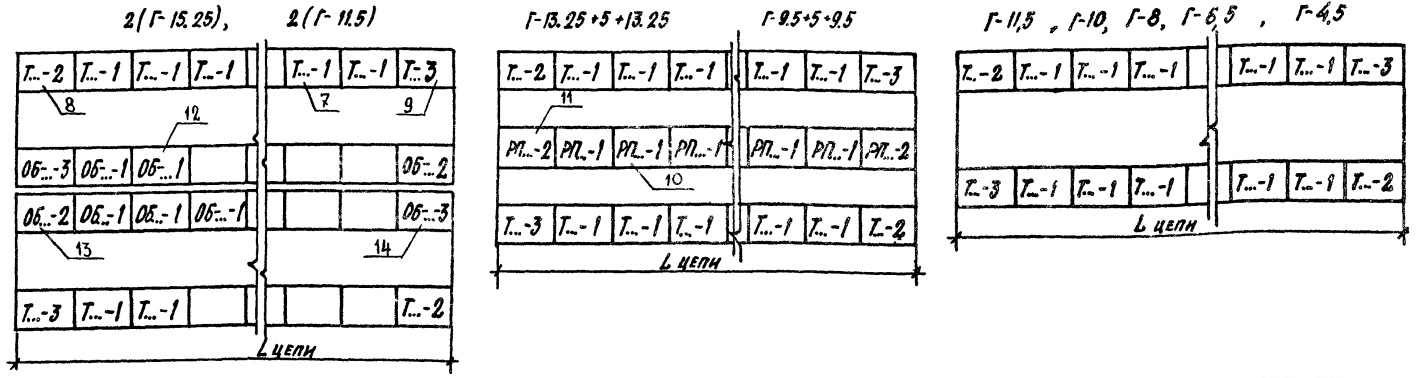 2(Г-15.25), 2(Г-11.5)
Т...-2 Т...-1 Т...-1 Т...-1 Т...-1 Т...-1 Т...-3
8 7 9
12
ОБ-...-3 ОБ-...-1 ОБ-...1 ОБ-...2
ОБ...-2 ОБ...-1 ОБ...-1 ОБ-...-1 ОБ-...-3
13 14
Т...-3 Т...-1 Т...-1 Т...-2
L цепи
Г-13.25+5+13.25 Г-9.5+5+9.5
Т...-2 Т...-1 Т...-1 Т...-1 Т...-1 Т...-1 Т...-3
11
РП...-2 РП...-1 РП...-1 РП...-1 РП...-1 РП...-1 РП...-2
10
Т...-3 Т...-1 Т...-1 Т...-1 Т...-1 Т...-1 Т...-2
L цепи
Г-11,5 , Г-10, Г-8, Г-6,5 , Г-4,5
Т...-2 Т...-1 Т...-1 Т...-1 Т...-1 Т...-1 Т...-3
Т...-3 Т...-1 Т...-1 Т...-1 Т...-1 Т...-1 Т...-2
L цепи